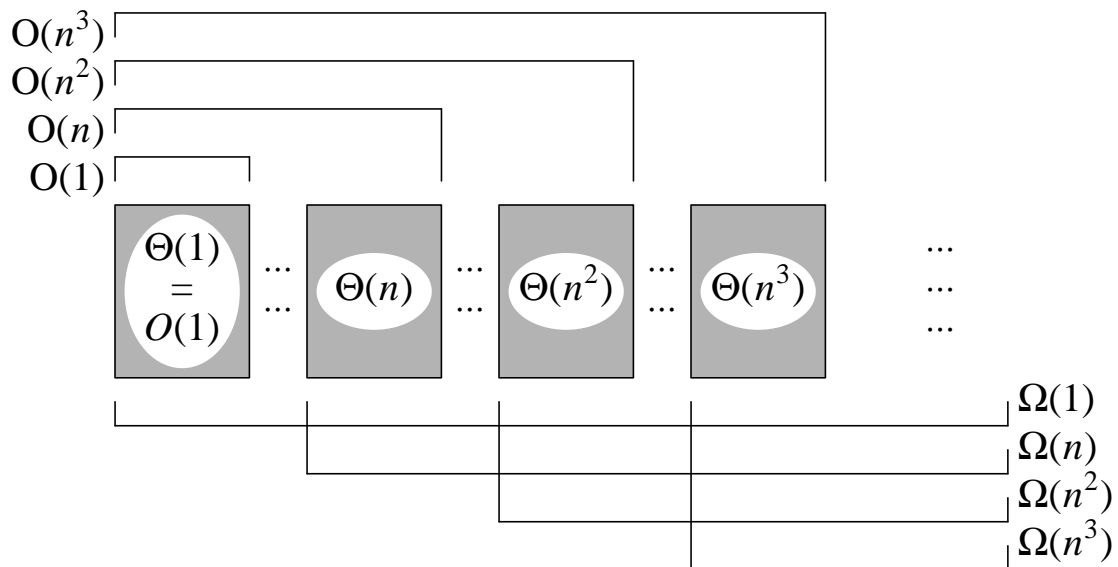 O(n³)
O(n²)
O(n)
O(1)
Θ(1)
=
O(1)
... ...
Θ(n)
... ...
Θ(n²)
... ...
Θ(n³)
...
...
...
Ω(1)
Ω(n)
Ω(n²)
Ω(n³)